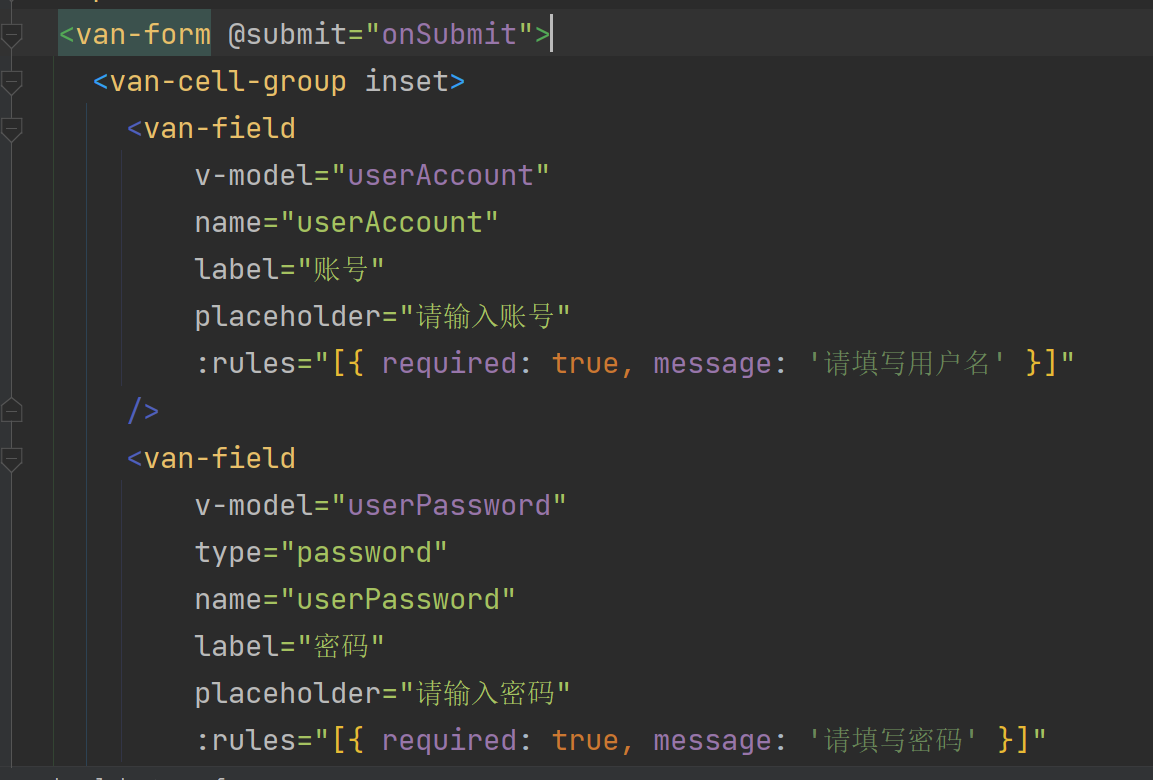 <van-form @submit="onSubmit">
<van-cell-group inset>
<van-field
v-model="userAccount"
name="userAccount"
label="账号"
placeholder="请输入账号"
:rules="[{ required: true, message: '请填写用户名' }]"
/>
<van-field
v-model="userPassword"
type="password"
name="userPassword"
label="密码"
placeholder="请输入密码"
:rules="[{ required: true, message: '请填写密码' }]"